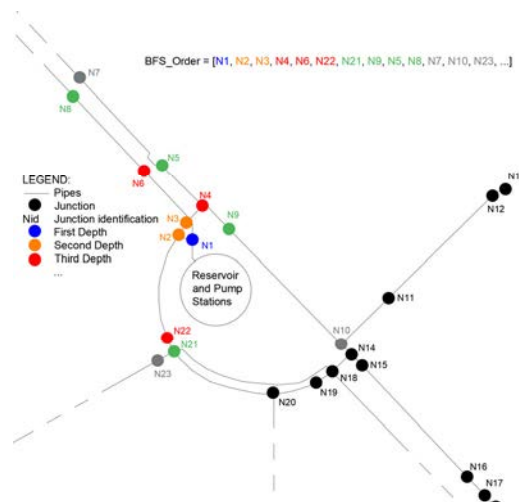 BFS_Order = [N1, N2, N3, N4, N6, N22, N21, N9, N5, N8, N7, N10, N23, ...]
N7
N8
N5
N6
LEGEND:
Pipes
Junction
Nid Junction identification
First Depth
Second Depth
Third Depth
...
N4
N3
N2
N1
N9
Reservoir
and Pump
Stations
N1
N12
N11
N10
N14
N15
N22
N21
N23
N18
N19
N20
N16
N17